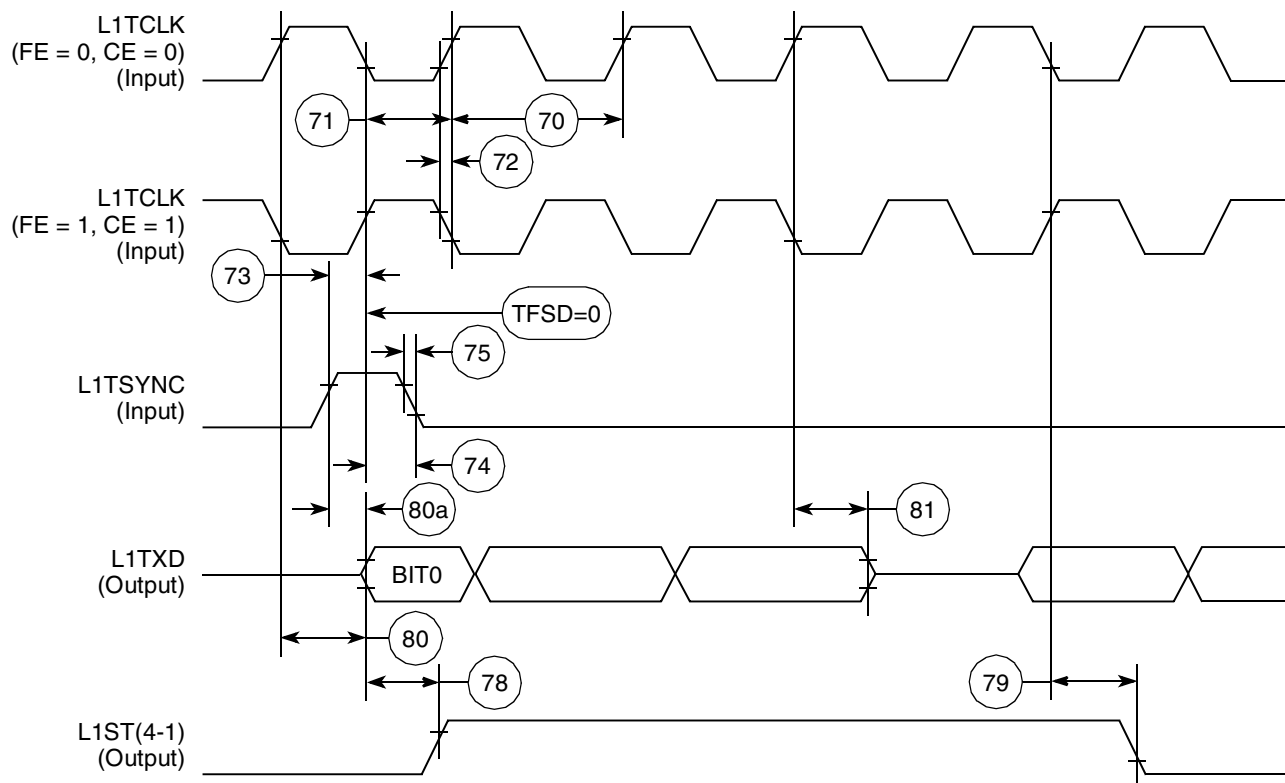 L1TCLK
(FE = 0, CE = 0)
(Input)
71
70
72
L1TCLK
(FE = 1, CE = 1)
(Input)
73
TFSD=0
75
L1TSYNC
(Input)
74
80a
81
L1TXD
(Output)
BIT0
80
78
79
L1ST(4-1)
(Output)